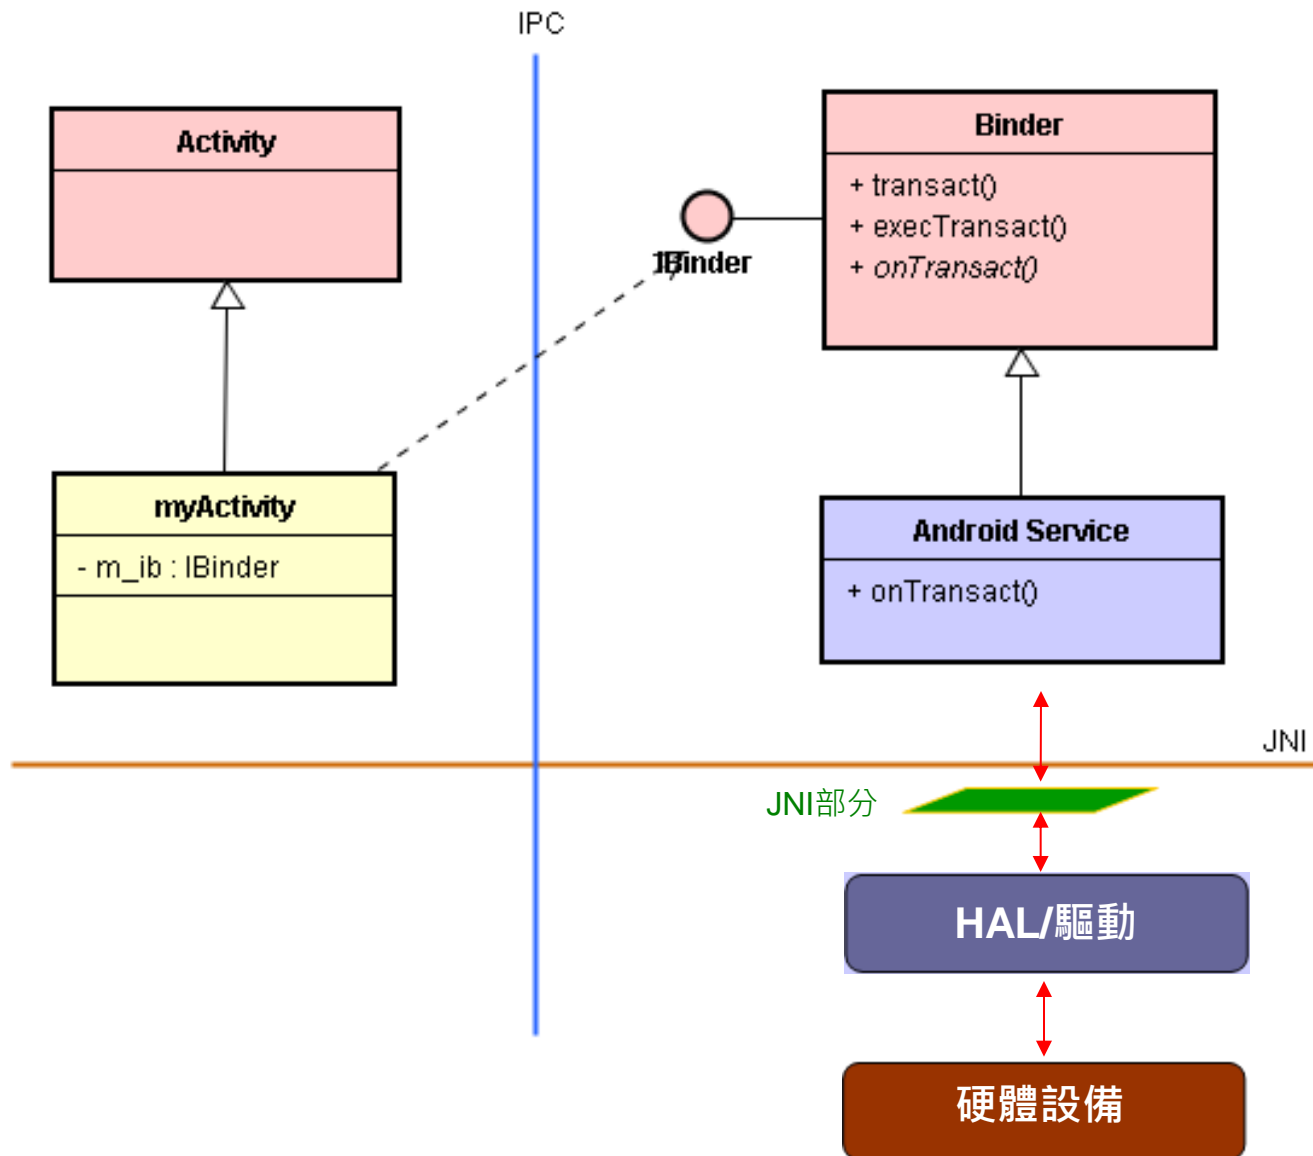 IPC
Activity
Binder
+ transact()
+ execTransact()
+ onTransact()
IBinder
myActivity
- m_ib : IBinder
Android Service
+ onTransact()
JNI
JNI部分
HAL/驅動
硬體設備